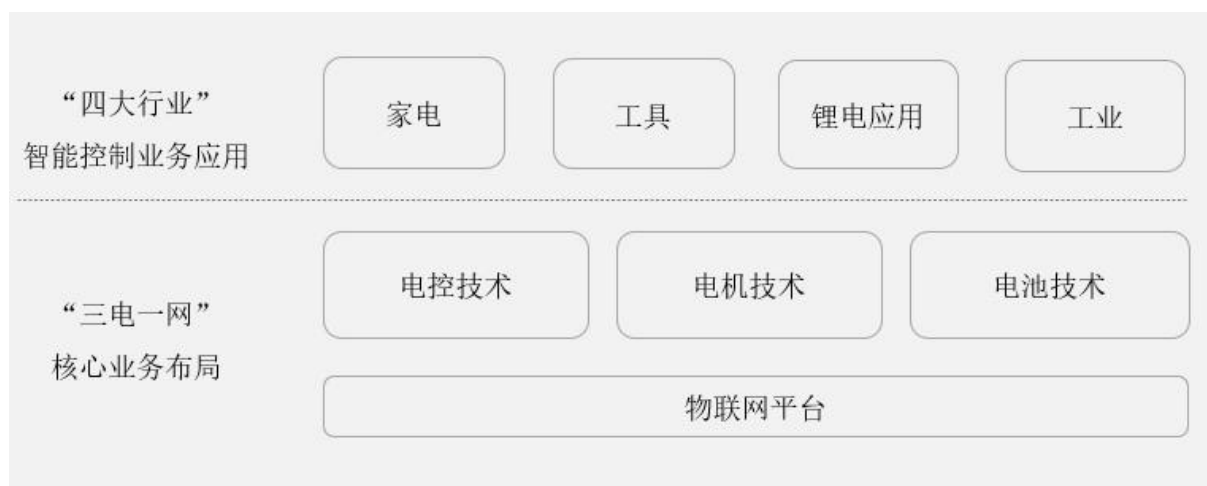 “四大行业”
智能控制业务应用
家电
工具
锂电应用
工业
“三电一网”
核心业务布局
电控技术
电机技术
电池技术
物联网平台